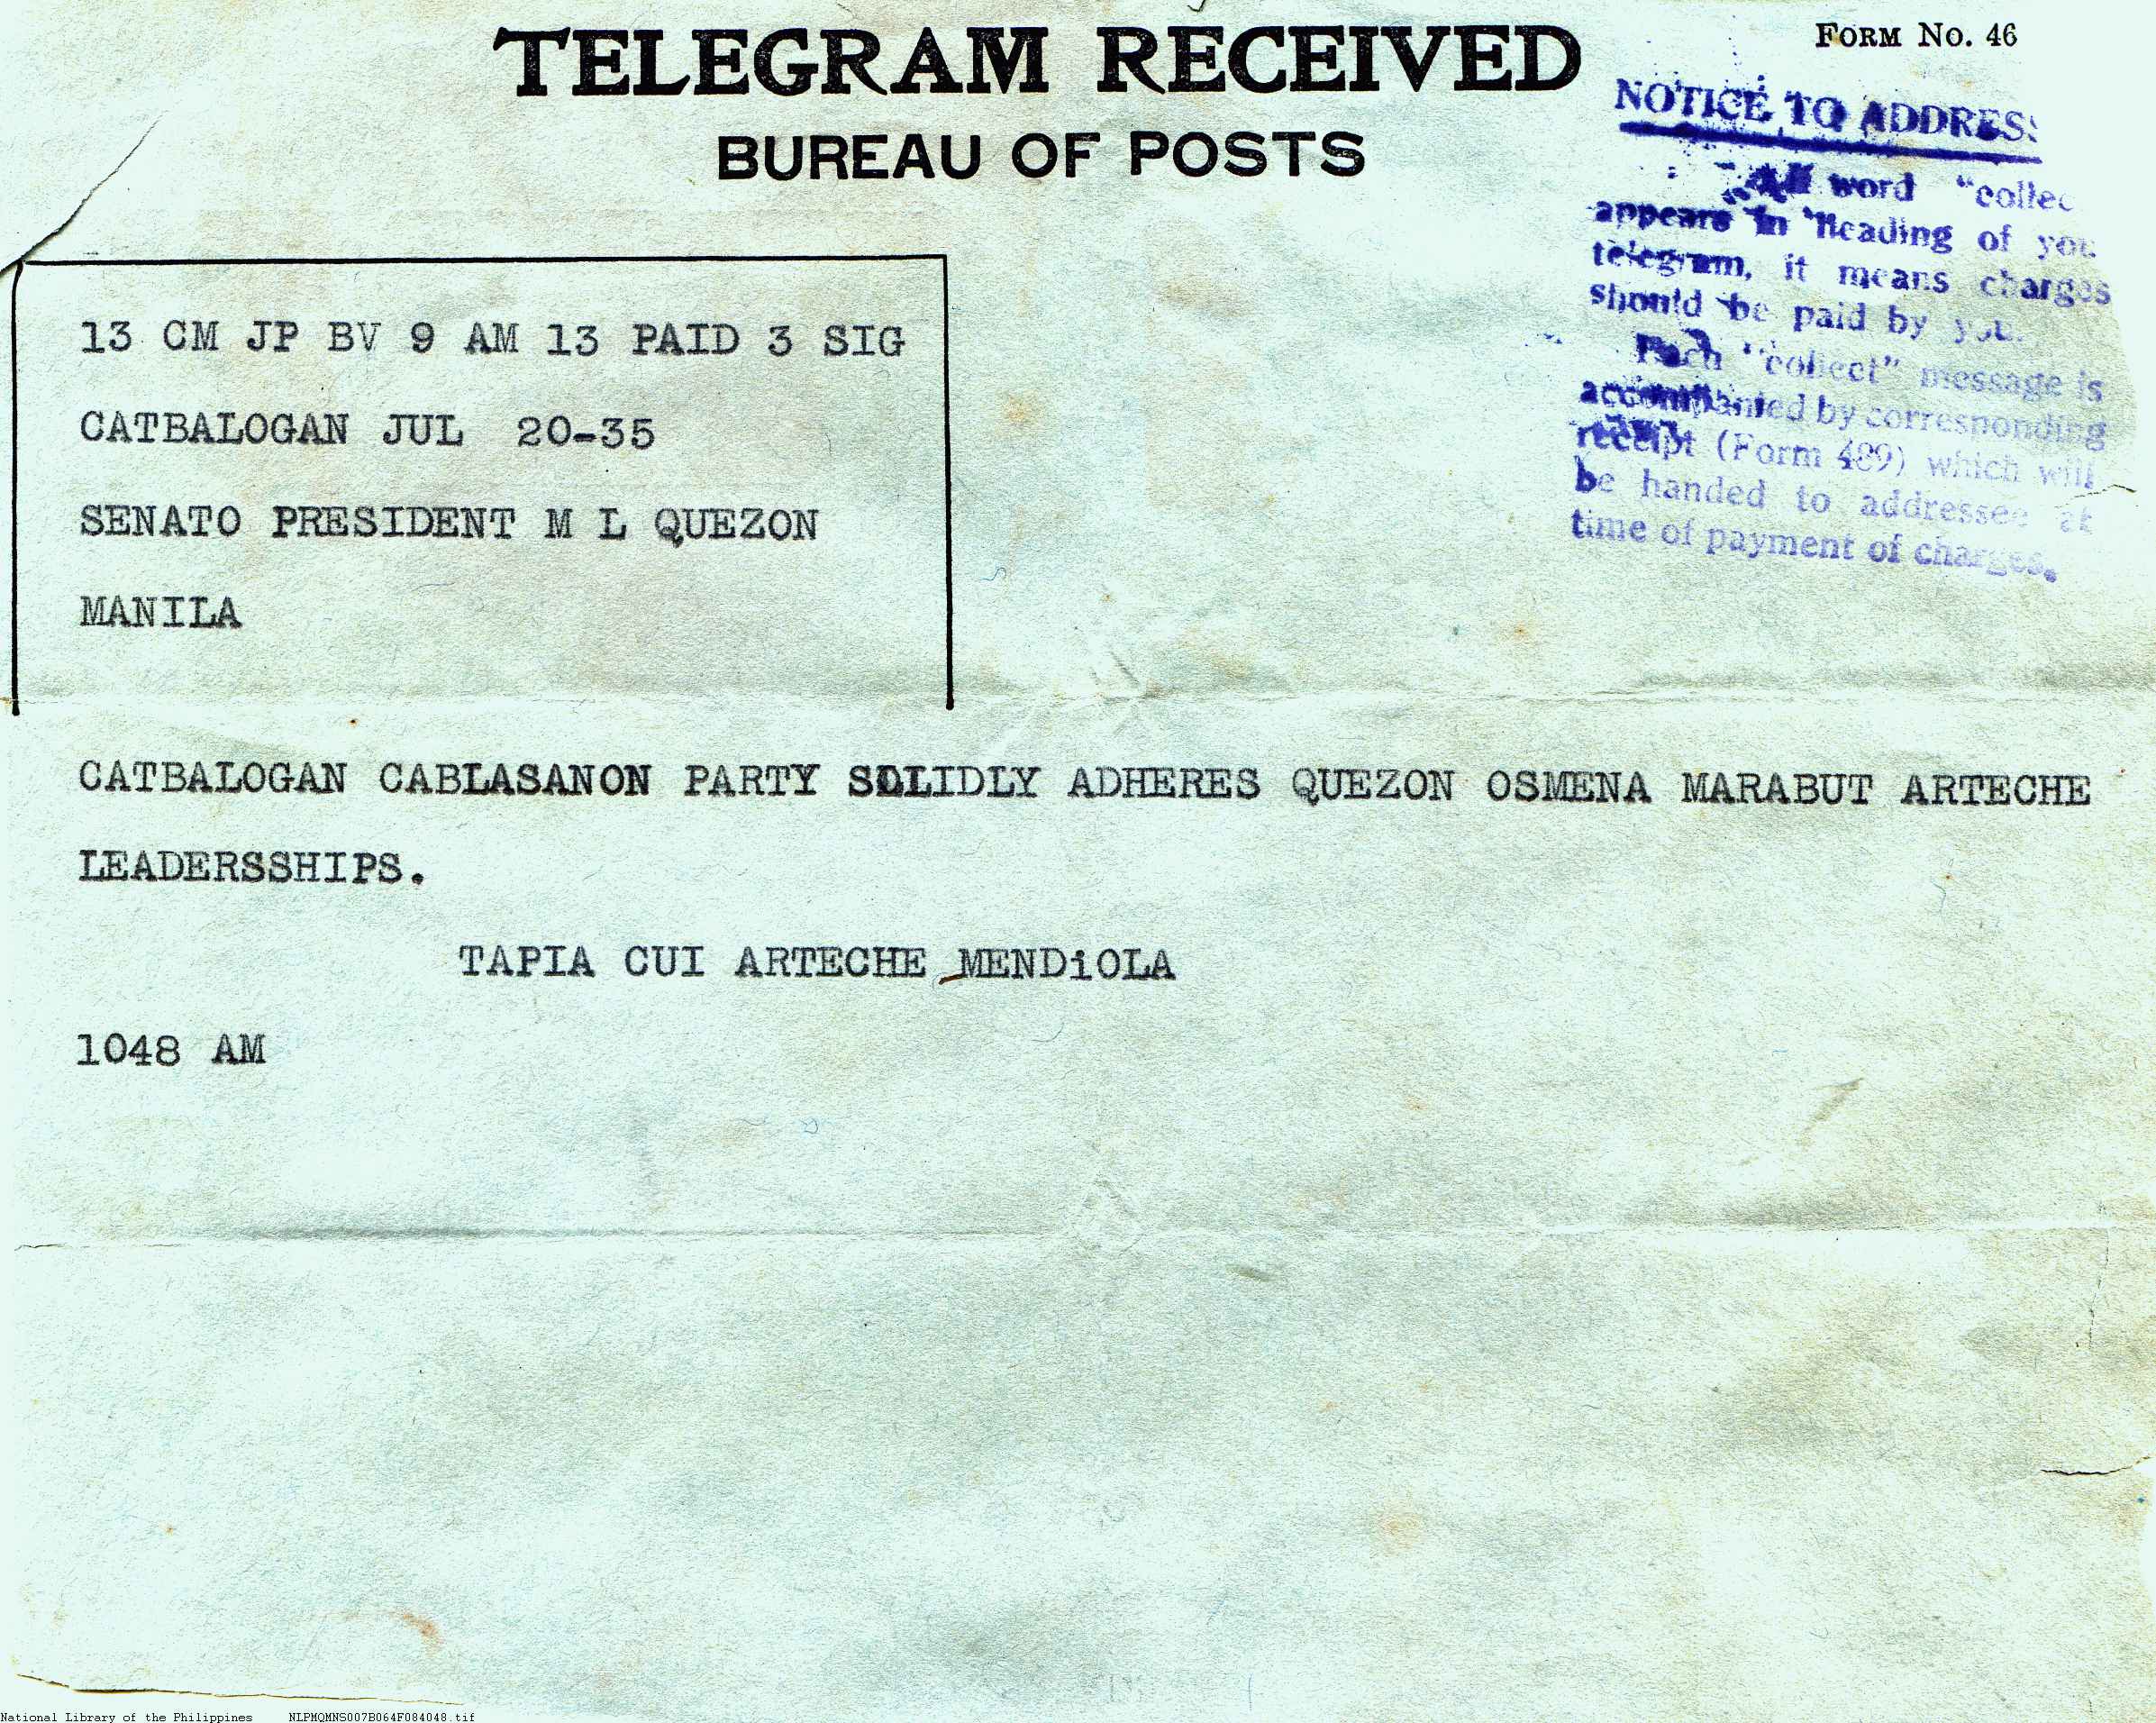 FORM NO. 46
TELEGRAM RECEIVED
BUREAU OF POSTS
NOTICE TO ADDRES
If word "collec
appears in heading of you
telegram, it means charges
should be paid by you.
Each "collect" message is
accompanied by corresponding
receipt (Form 489) which will
be handed to addressee at
time of payment of charges.
13 CM JP BV 9 AM 13 PAID 3 SIG
CATBALOGAN JUL 20-35
SENATO PRESIDENT M L QUEZON
MANILA
CATBALOGAN CABLASANON PARTY SOLIDLY ADHERES QUEZON OSMENA MARABUT ARTECHE
LEADERSSHIPS.
TAPIA CUI ARTECHE MENDiOLA
1048 AM
National Library of the Philippines NLPMQMNS007B064F084048.tif